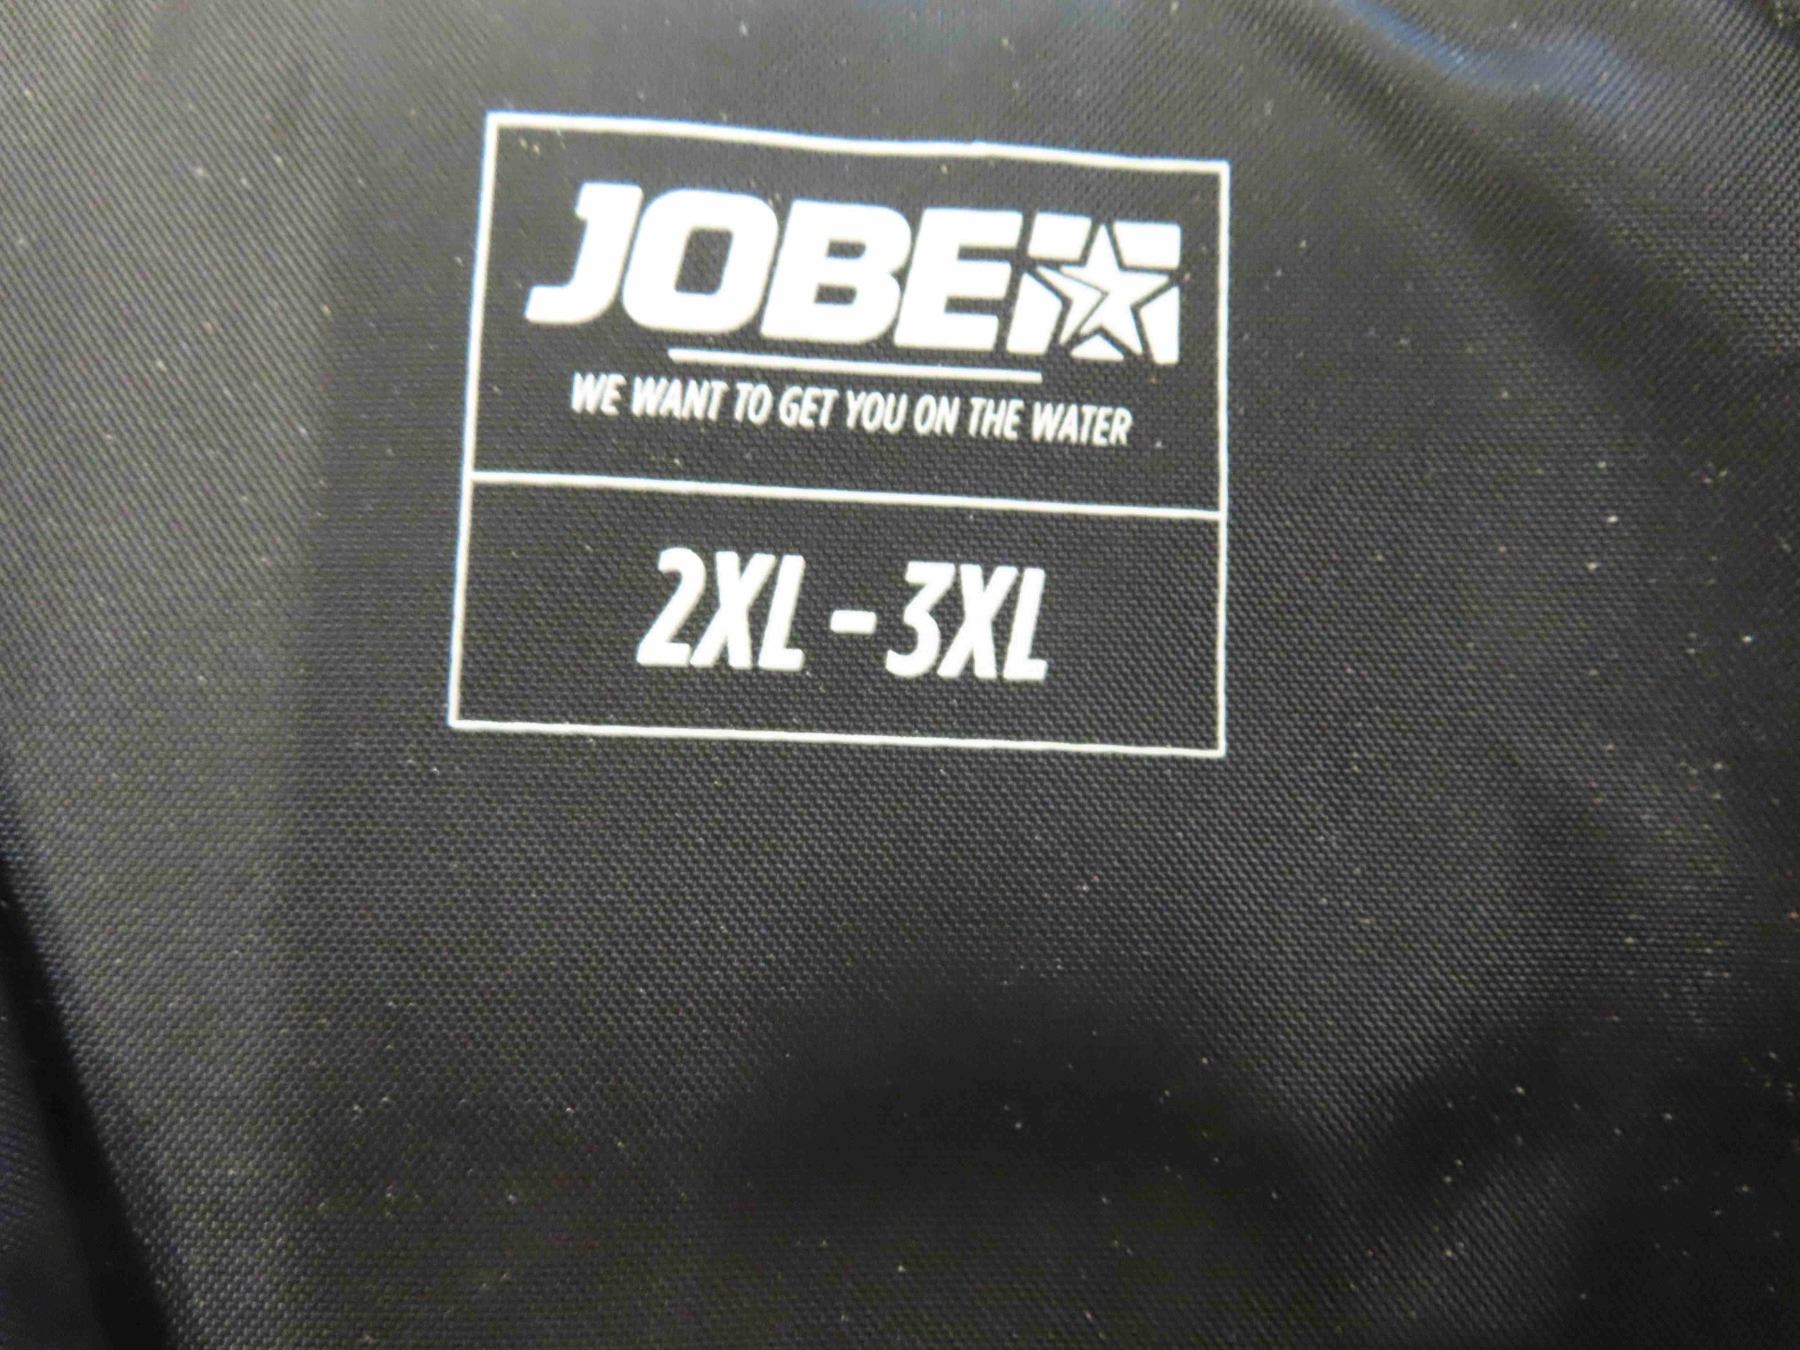 JOBE
WE WANT TO GET YOU ON THE WATER
2XL - 3XL